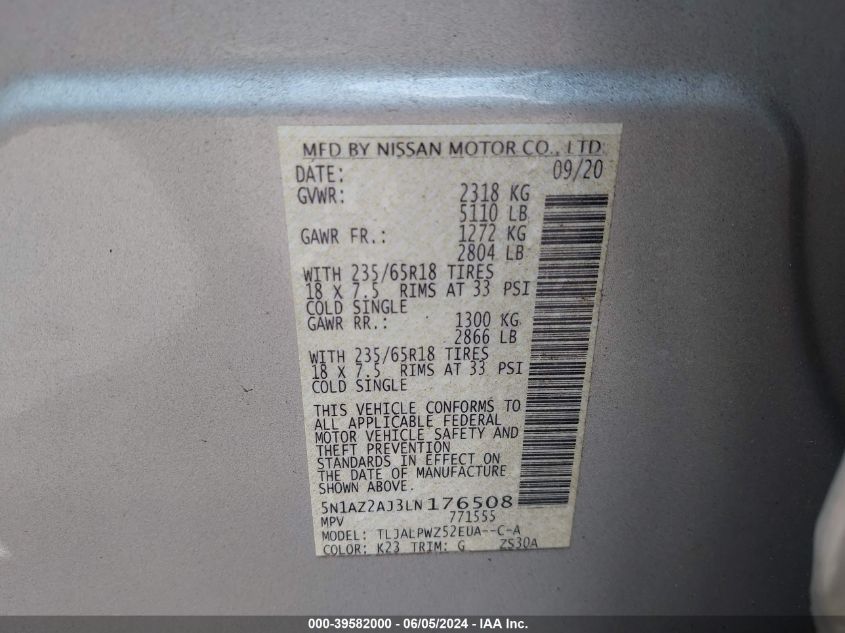 MFD BY NISSAN MOTOR CO., LTD.
DATE: 09/20
GVWR: 2318 KG
5110 LB
GAWR FR.: 1272 KG
2804 LB
WITH 235/65R18 TIRES
18 X 7.5 RIMS AT 33 PSI
COLD SINGLE
GAWR RR.: 1300 KG
2866 LB
WITH 235/65R18 TIRES
18 X 7.5 RIMS AT 33 PSI
COLD SINGLE
THIS VEHICLE CONFORMS TO
ALL APPLICABLE FEDERAL
MOTOR VEHICLE SAFETY AND
THEFT PREVENTION
STANDARDS IN EFFECT ON
THE DATE OF MANUFACTURE
SHOWN ABOVE.
5N1AZ2AJ3LN176508
MPV 771555
MODEL: TLJALPWZ52EUA--C-A
COLOR: K23 TRIM: G ZS30A
000-39582000 - 06/05/2024 - IAA Inc.